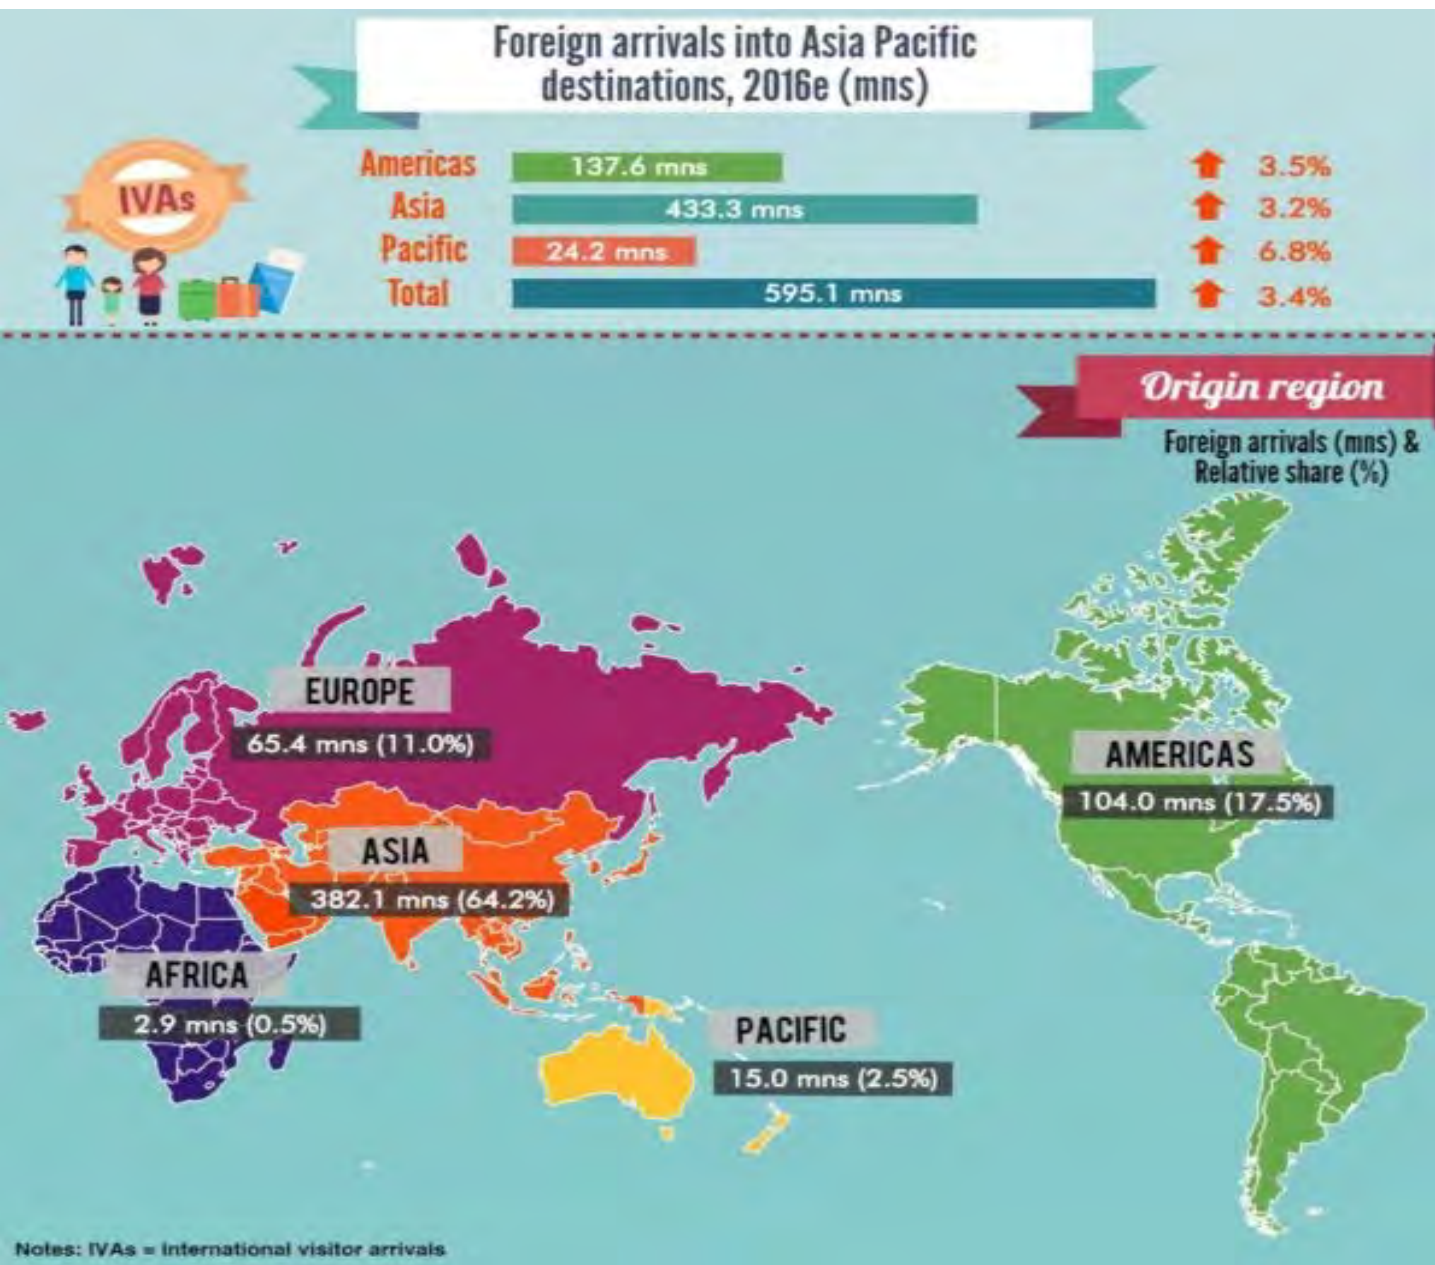 Foreign arrivals into Asia Pacific
destinations, 2016e (mns)
IVAs
Americas 137.6 mns 3.5%
Asia 433.3 mns 3.2%
Pacific 24.2 mns 6.8%
Total 595.1 mns 3.4%
Origin region
Foreign arrivals (mns) &
Relative share (%)
EUROPE
65.4 mns (11.0%)
AMERICAS
104.0 mns (17.5%)
ASIA
382.1 mns (64.2%)
AFRICA
2.9 mns (0.5%)
PACIFIC
15.0 mns (2.5%)
Notes: IVAs = International visitor arrivals